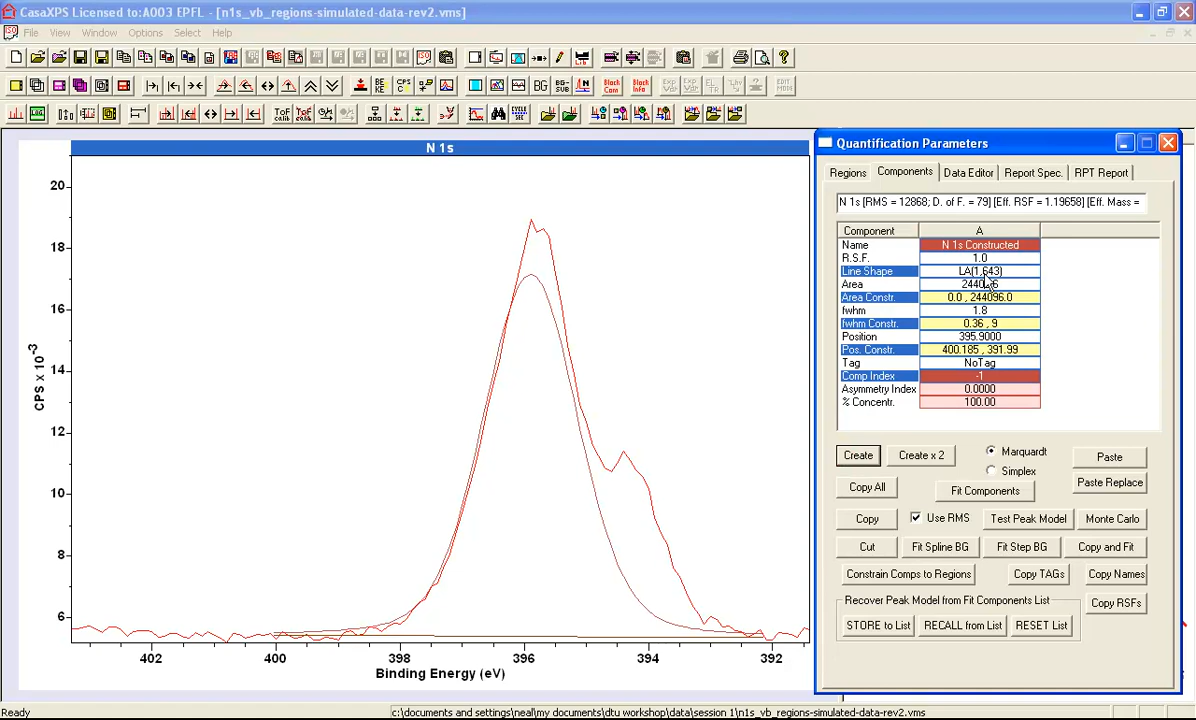 CasaXPS Licensed to:A003 EPFL - [n1s_vb_regions-simulated-data-rev2.vms]
File View Window Options Select Help
N 1s
20
18
16
14
12
10
8
6
CPS x 10⁻³
402 400 398 396 394 392
Binding Energy (eV)
Quantification Parameters
Regions Components Data Editor Report Spec. RPT Report
N 1s [RMS = 12868; D. of F. = 79] [Eff. RSF = 1.19658] [Eff. Mass =
Component A
Name N 1s Constructed
R.S.F. 1.0
Line Shape LA(1,643)
Area
Area Constr. 0.0 , 244096.0
fwhm 1.8
fwhm Constr. 0.36 , 9
Position 395.9000
Pos. Constr. 400.185 , 391.99
Tag NoTag
Comp Index -1
Asymmetry Index 0.0000
% Concentr. 100.00
Create Create x 2 Marquardt Paste
Simplex
Copy All Fit Components Paste Replace
Copy Use RMS Test Peak Model Monte Carlo
Cut Fit Spline BG Fit Step BG Copy and Fit
Constrain Comps to Regions Copy TAGs Copy Names
Recover Peak Model from Fit Components List Copy RSFs
STORE to List RECALL from List RESET List
Ready c:\documents and settings\neal\my documents\dtu workshop\data\session 1\n1s_vb_regions-simulated-data-rev2.vms